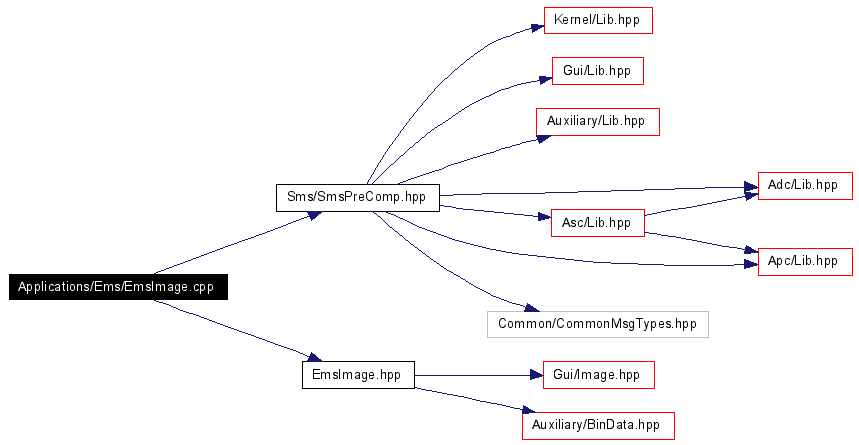 Kernel/Lib.hpp
Gui/Lib.hpp
Auxiliary/Lib.hpp
Sms/SmsPreComp.hpp
Adc/Lib.hpp
Asc/Lib.hpp
Apc/Lib.hpp
Applications/Ems/EmsImage.cpp
Common/CommonMsgTypes.hpp
EmsImage.hpp
Gui/Image.hpp
Auxiliary/BinData.hpp